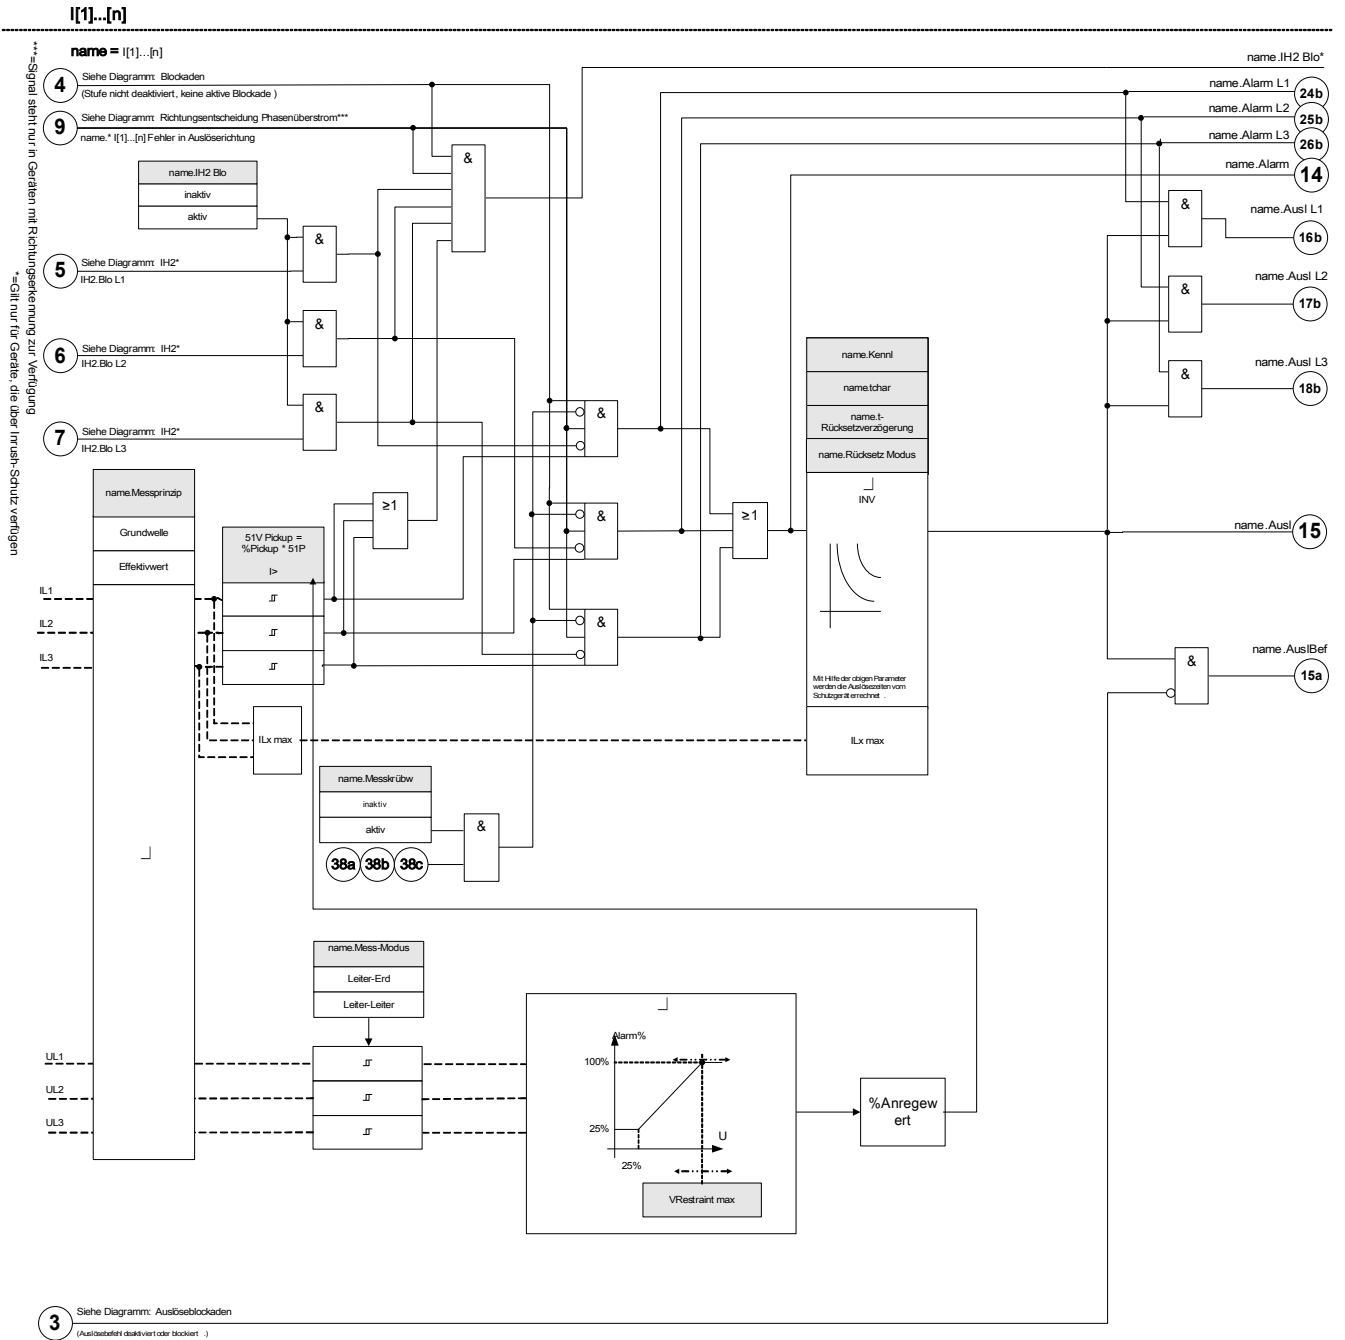 I[1]...[n]
name = I[1]...[n]
***=Signal steht nur in Geräten mit Richtungserkennung zur Verfügung
*=Gilt nur für Geräte, die über Inrush-Schutz verfügen
4
Siehe Diagramm: Blockaden
(Stufe nicht deaktiviert, keine aktive Blockade )
9
Siehe Diagramm: Richtungsentscheidung Phasenüberstrom***
name.* I[1]...[n] Fehler in Auslöserichtung
name.IH2 Blo
inaktiv
aktiv
5
Siehe Diagramm: IH2*
IH2.Blo L1
6
Siehe Diagramm: IH2*
IH2.Blo L2
7
Siehe Diagramm: IH2*
IH2.Blo L3
&
&
&
&
name.IH2 Blo*
name.Alarm L1
24b
name.Alarm L2
25b
name.Alarm L3
26b
name.Alarm
14
&
name.Ausl L1
16b
&
name.Ausl L2
17b
&
name.Ausl L3
18b
name.Messprinzip
Grundwelle
Effektivwert
51V Pickup =
%Pickup * 51P
I>
≥1
&
&
&
≥1
name.Kennl
name.tchar
name.t-
Rücksetzverzögerung
name.Rücksetz Modus
INV
Mit Hilfe der obigen Parameter
werden die Auslösezeiten vom
Schutzgerät errechnet .
ILx max
name.Ausl
15
&
name.AuslBef
15a
IL1
IL2
IL3
ILx max
name.Messkrübw
inaktiv
aktiv
38a
38b
38c
&
name.Mess-Modus
Leiter-Erd
Leiter-Leiter
UL1
UL2
UL3
Alarm%
100%
25%
25%
U
VRestraint max
%Anregew
ert
3
Siehe Diagramm: Auslöseblockaden
(Auslösebefehl deaktiviert oder blockiert .)